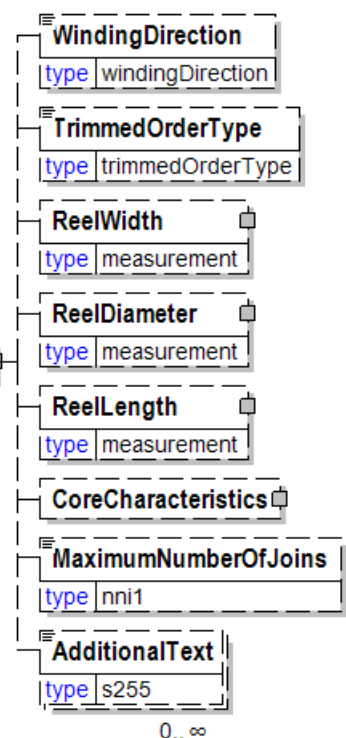 WindingDirection
type windingDirection
TrimmedOrderType
type trimmedOrderType
ReelWidth
type measurement
ReelDiameter
type measurement
ReelLength
type measurement
CoreCharacteristics
MaximumNumberOfJoins
type nni1
AdditionalText
type s255
0..∞